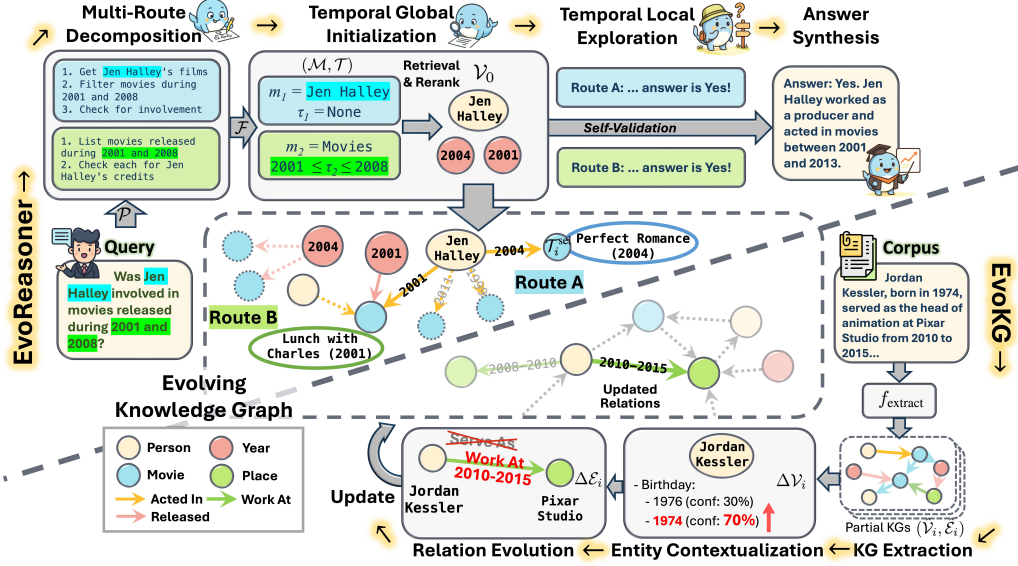 Multi-Route
Decomposition
Temporal Global
Initialization
Temporal Local
Exploration
Answer
Synthesis
1. Get Jen Halley's films
2. Filter movies during
2001 and 2008
3. Check for involvement
1. List movies released
during 2001 and 2008
2. Check each for Jen
Halley's credits
F
(M, T)
m1 = Jen Halley
τ1 = None
m2 = Movies
2001 ≤ τ2 ≤ 2008
Retrieval
& Rerank
V0
Jen
Halley
2004
2001
Route A: ... answer is Yes!
Self-Validation
Route B: ... answer is Yes!
Answer: Yes. Jen
Halley worked as
a producer and
acted in movies
between 2001
and 2013.
EvoReasoner
P
Query
Was Jen
Halley involved in
movies released
during 2001 and
2008?
2004
2001
Jen
Halley
2004
T i sel
Perfect Romance
(2004)
Route A
2001
2011
Route B
Lunch with
Charles (2001)
2008-2010
2010-2015
Updated
Relations
Evolving
Knowledge Graph
Corpus
Jordan
Kessler, born in 1974,
served as the head of
animation at Pixar
Studio from 2010 to
2015...
EvoKG
f extract
Person
Year
Movie
Place
Acted In
Work At
Released
Update
Serve As
Work At
2010-2015
ΔEi
Jordan
Kessler
Pixar
Studio
Jordan
Kessler
ΔVi
- Birthday:
- 1976 (conf: 30%)
- 1974 (conf: 70%)
Partial KGs (Vi, Ei)
Relation Evolution
Entity Contextualization
KG Extraction